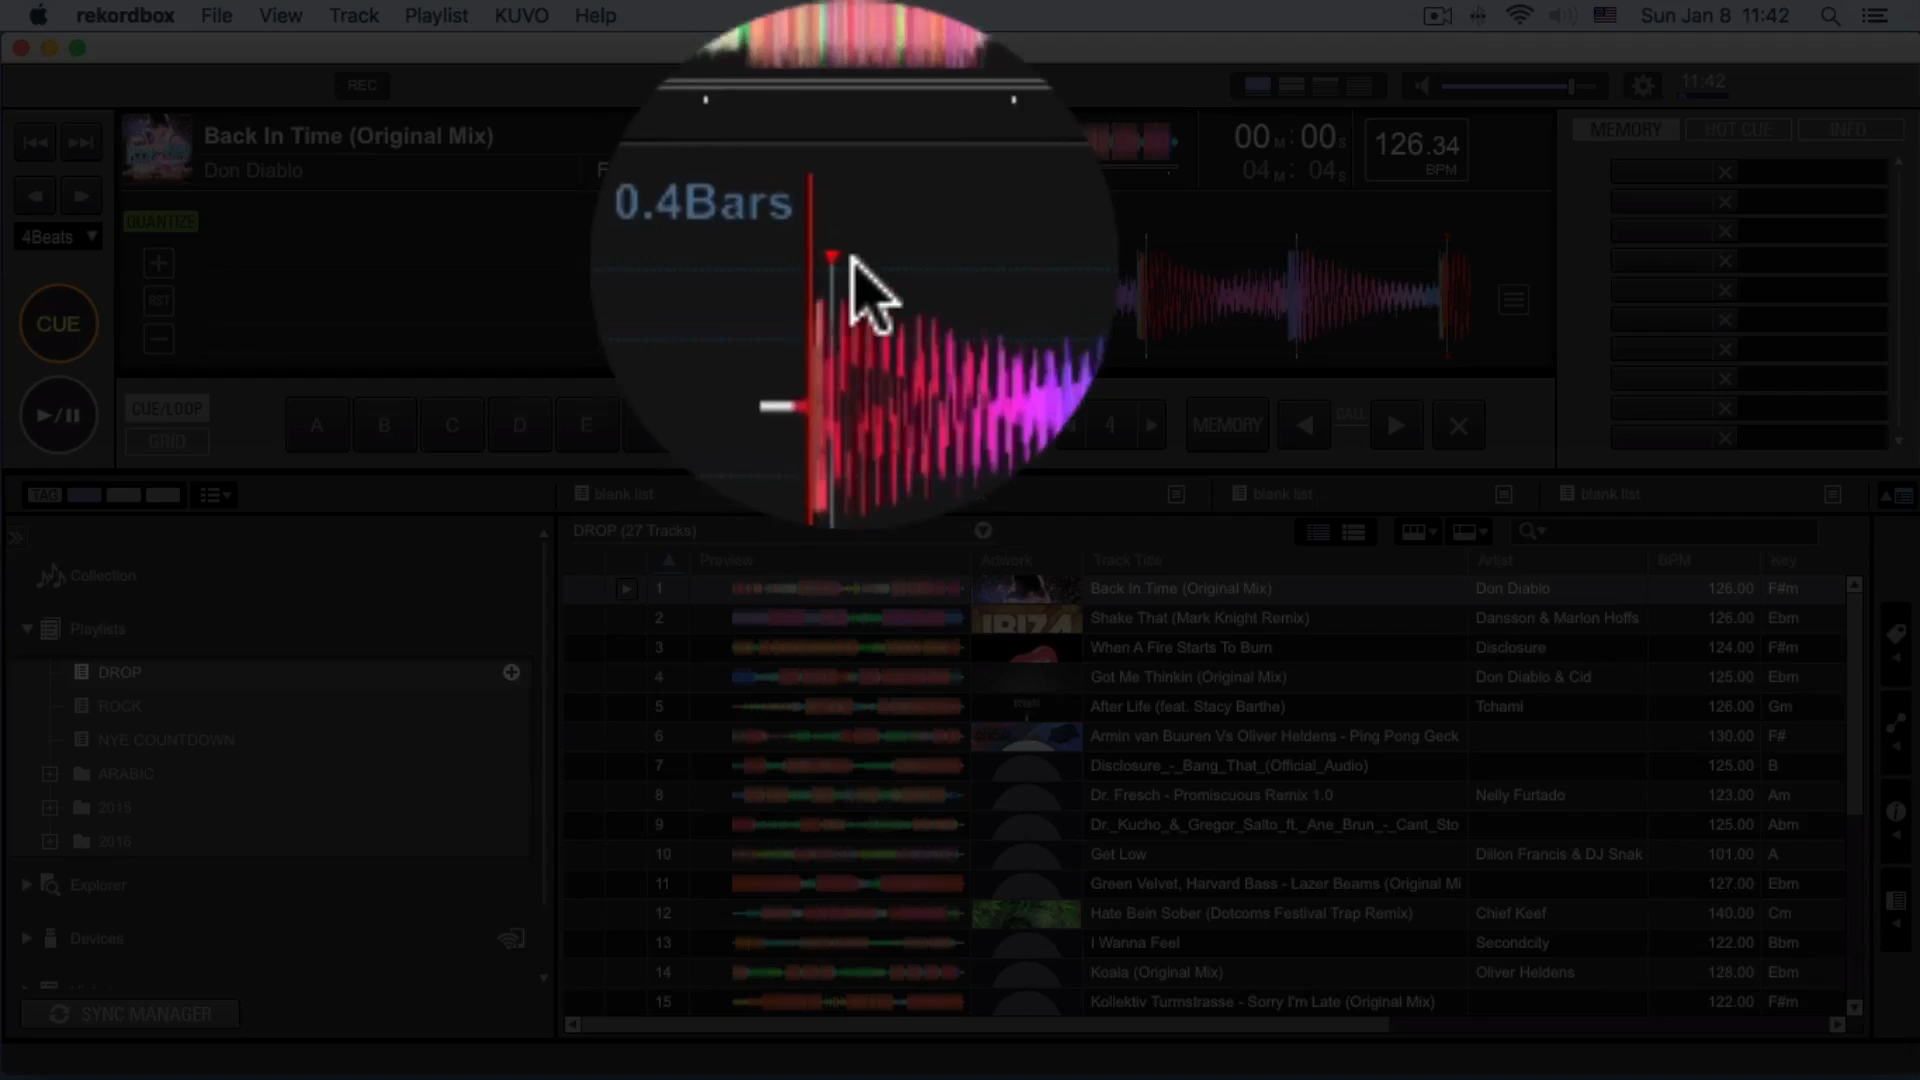 rekordbox File View Track Playlist KUVO Help Sun Jan 8 11:42
REC 11:42
Back In Time (Original Mix)
Don Diablo
F
00M:00S
04M:04S
126.34
BPM
MEMORY HOT CUE INFO
0.4Bars
QUANTIZE
4Beats
RST
CUE
CUE/LOOP
GRID
A B C D E
4
MEMORY
CALL
TAG
blank list blank list blank list
DROP (27 Tracks)
Preview Artwork Track Title Artist BPM Key
Collection
Playlists
DROP
ROCK
NYE COUNTDOWN
ARABIC
2015
2016
Explorer
Devices
SYNC MANAGER
1 Back In Time (Original Mix) Don Diablo 126.00 F#m
2 IBIZA Shake That (Mark Knight Remix) Dansson & Marlon Hoffs 126.00 Ebm
3 When A Fire Starts To Burn Disclosure 124.00 F#m
4 Got Me Thinkin (Original Mix) Don Diablo & Cid 125.00 Ebm
5 After Life (feat. Stacy Barthe) Tchami 126.00 Gm
6 Armin van Buuren Vs Oliver Heldens - Ping Pong Geck 130.00 F#
7 Disclosure_-_Bang_That_(Official_Audio) 125.00 B
8 Dr. Fresch - Promiscuous Remix 1.0 Nelly Furtado 123.00 Am
9 Dr._Kucho_&_Gregor_Salto_ft._Ane_Brun_-_Cant_Sto 125.00 Abm
10 Get Low Dillon Francis & DJ Snak 101.00 A
11 Green Velvet, Harvard Bass - Lazer Beams (Original Mi 127.00 Ebm
12 Hate Bein Sober (Dotcoms Festival Trap Remix) Chief Keef 140.00 Cm
13 I Wanna Feel Secondcity 122.00 Bbm
14 Koala (Original Mix) Oliver Heldens 128.00 Ebm
15 Kollektiv Turmstrasse - Sorry I'm Late (Original Mix) 122.00 F#m